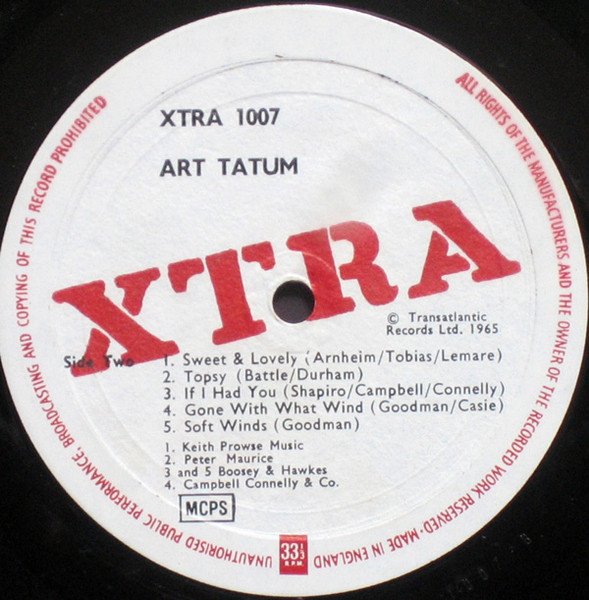 XTRA 1007
ART TATUM
XTRA
© Transatlantic
Records Ltd. 1965
Side Two
1. Sweet & Lovely (Arnheim/Tobias/Lemare)
2. Topsy (Battle/Durham)
3. If I Had You (Shapiro/Campbell/Connelly)
4. Gone With What Wind (Goodman/Casie)
5. Soft Winds (Goodman)
1. Keith Prowse Music
2. Peter Maurice
3 and 5 Boosey & Hawkes
4. Campbell Connelly & Co.
MCPS
33 1/3
R.P.M.
ALL RIGHTS OF THE MANUFACTURERS AND THE OWNER OF THE RECORDED WORK RESERVED·MADE IN ENGLAND
UNAUTHORISED PUBLIC PERFORMANCE, BROADCASTING AND COPYING OF THIS RECORD PROHIBITED